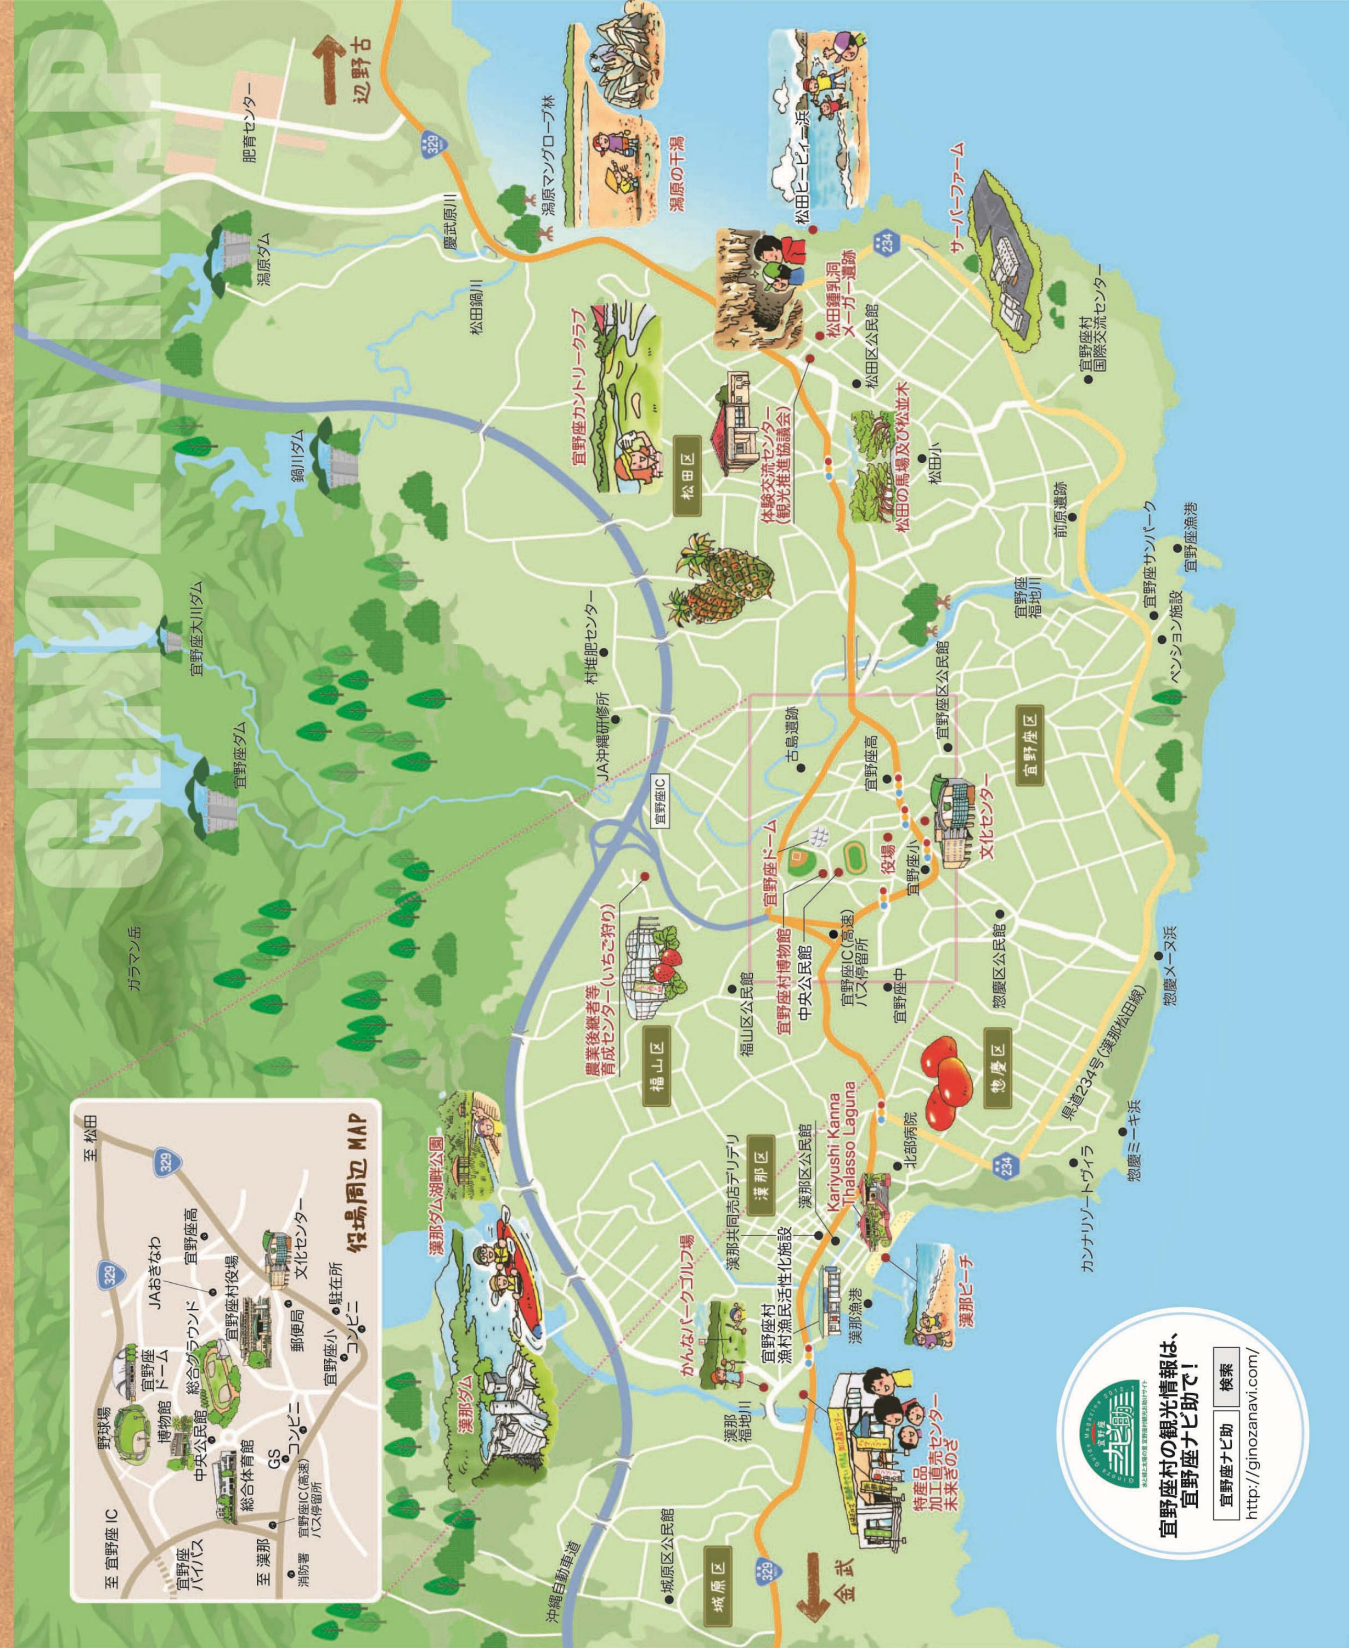 GINOZA MAP
辺野古
329
肥育センター
潟原ダム
慶武原川
潟原マングローブ林
潟原の干潟
松田ヒービィー浜
サーバーファーム
松田鍋川
宜野座カントリークラブ
松田鍾乳洞
メーガー遺跡
234
宜野座村
国際交流センター
松田区公民館
鍋川ダム
松田区
体験交流センター
(観光推進協議会)
松田の馬場及び松並木
松田小
前原遺跡
宜野座サンパーク
宜野座漁港
宜野座大川ダム
村堆肥センター
宜野座
福地川
ペンション施設
宜野座ダム
JA沖縄研修所
宜野座IC
古島遺跡
宜野座高
宜野座区公民館
宜野座区
宜野座ドーム
役場
宜野座小
文化センター
ガラマン岳
農業後継者等
育成センター(いちご狩り)
福山区
福山区公民館
宜野座村博物館
中央公民館
宜野座IC(高速)
バス停留所
宜野座中
惣慶区公民館
惣慶メーヌ浜
惣慶区
県道234号(漢那松田線)
234
惣慶ミーキ浜
カンナリゾートヴィラ
北部病院
Kariyushi Kanna
Thalasso Laguna
漢那区公民館
漢那区
漢那共同売店デリデリ
漢那ダム湖畔公園
漢那ダム
かんなパークゴルフ場
宜野座村
漁村漁民活性化施設
漢那漁港
漢那ビーチ
漢那
福地川
特産品
加工直売センター
未来ぎのざ
沖縄自動車道
城原区公民館
城原区
329
金武
役場周辺MAP
至 松田
329
329
JAおきなわ
宜野座高
文化センター
宜野座村役場
駐在所
郵便局
コンビニ
宜野座小
宜野座
ドーム
総合グラウンド
野球場
博物館
中央公民館
総合体育館
GS
コンビニ
宜野座IC(高速)
バス停留所
至 宜野座 IC
宜野座
バイパス
至 漢那
消防署
宜野座
ナビ助
宜野座村の観光情報は、
宜野座ナビ助で！
宜野座ナビ助
検索
http://ginozanavi.com/